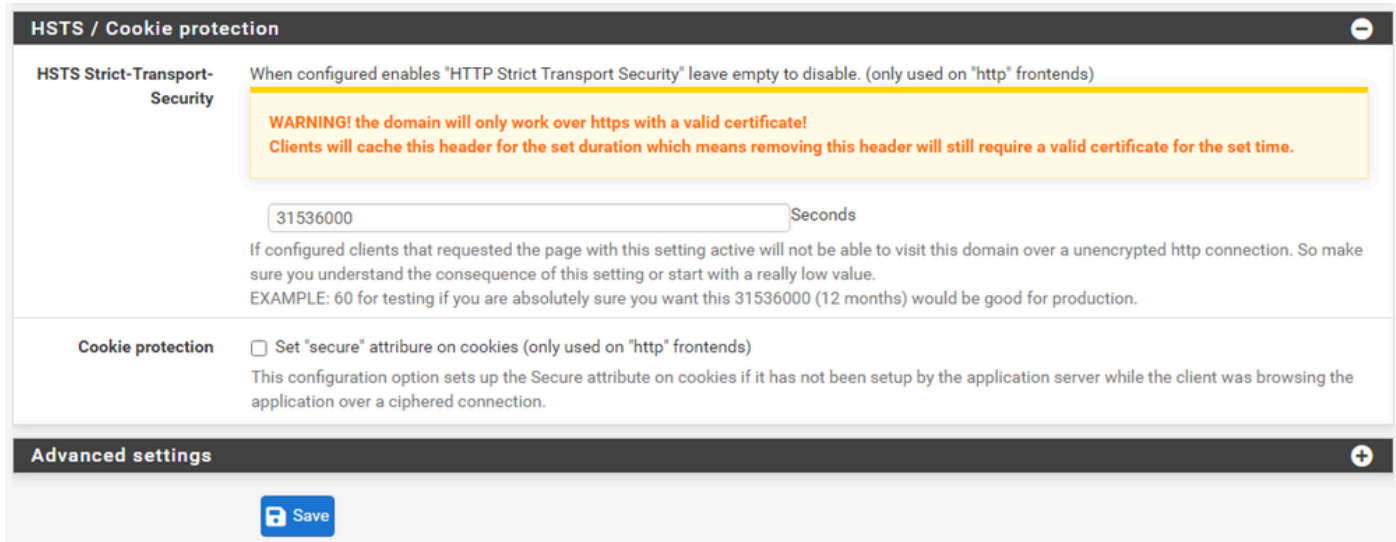 HSTS / Cookie protection
HSTS Strict-Transport-
Security
When configured enables "HTTP Strict Transport Security" leave empty to disable. (only used on "http" frontends)
WARNING! the domain will only work over https with a valid certificate!
Clients will cache this header for the set duration which means removing this header will still require a valid certificate for the set time.
31536000 Seconds
If configured clients that requested the page with this setting active will not be able to visit this domain over a unencrypted http connection. So make
sure you understand the consequence of this setting or start with a really low value.
EXAMPLE: 60 for testing if you are absolutely sure you want this 31536000 (12 months) would be good for production.
Cookie protection
Set "secure" attribure on cookies (only used on "http" frontends)
This configuration option sets up the Secure attribute on cookies if it has not been setup by the application server while the client was browsing the
application over a ciphered connection.
Advanced settings
Save